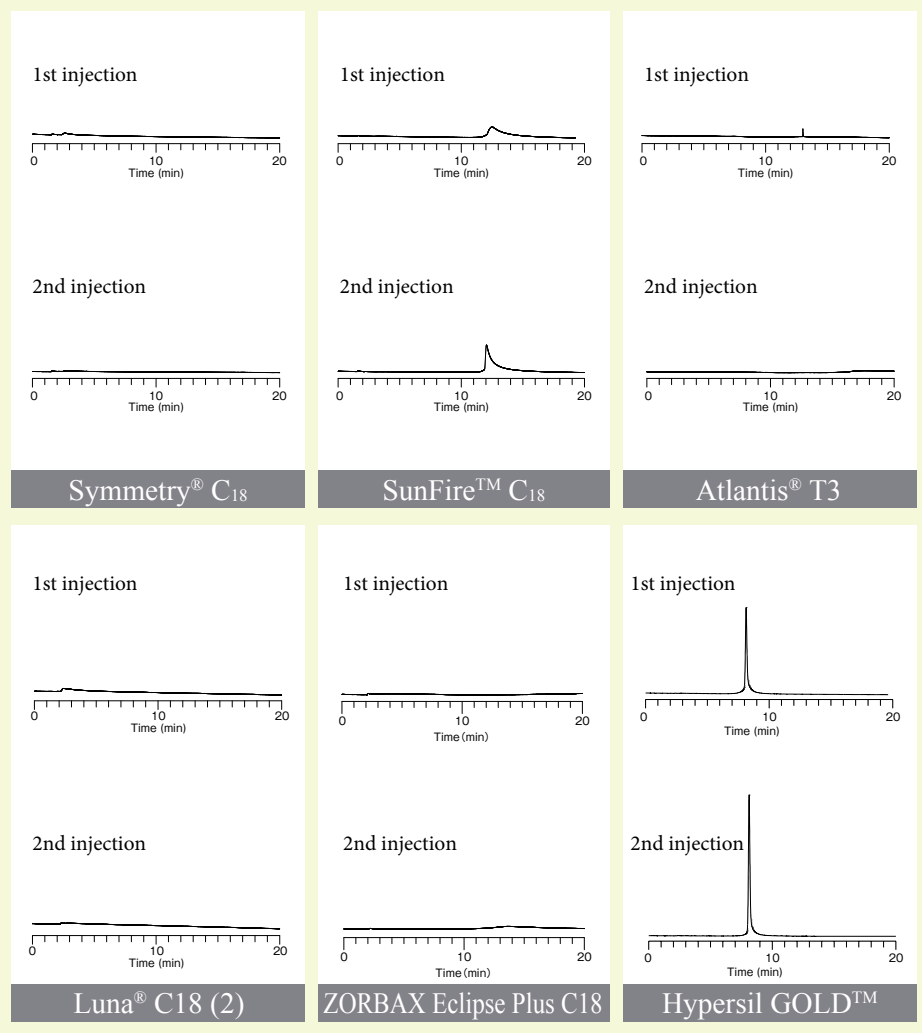 1st injection
0 10 20
Time (min)
2nd injection
0 10 20
Time (min)
Symmetry® C18
1st injection
0 10 20
Time (min)
2nd injection
0 10 20
Time (min)
SunFire™ C18
1st injection
0 10 20
Time (min)
2nd injection
0 10 20
Time (min)
Atlantis® T3
1st injection
0 10 20
Time (min)
2nd injection
0 10 20
Time (min)
Luna® C18 (2)
1st injection
0 10 20
Time(min)
2nd injection
0 10 20
Time(min)
ZORBAX Eclipse Plus C18
1st injection
0 10 20
Time (min)
2nd injection
0 10 20
Time (min)
Hypersil GOLD™